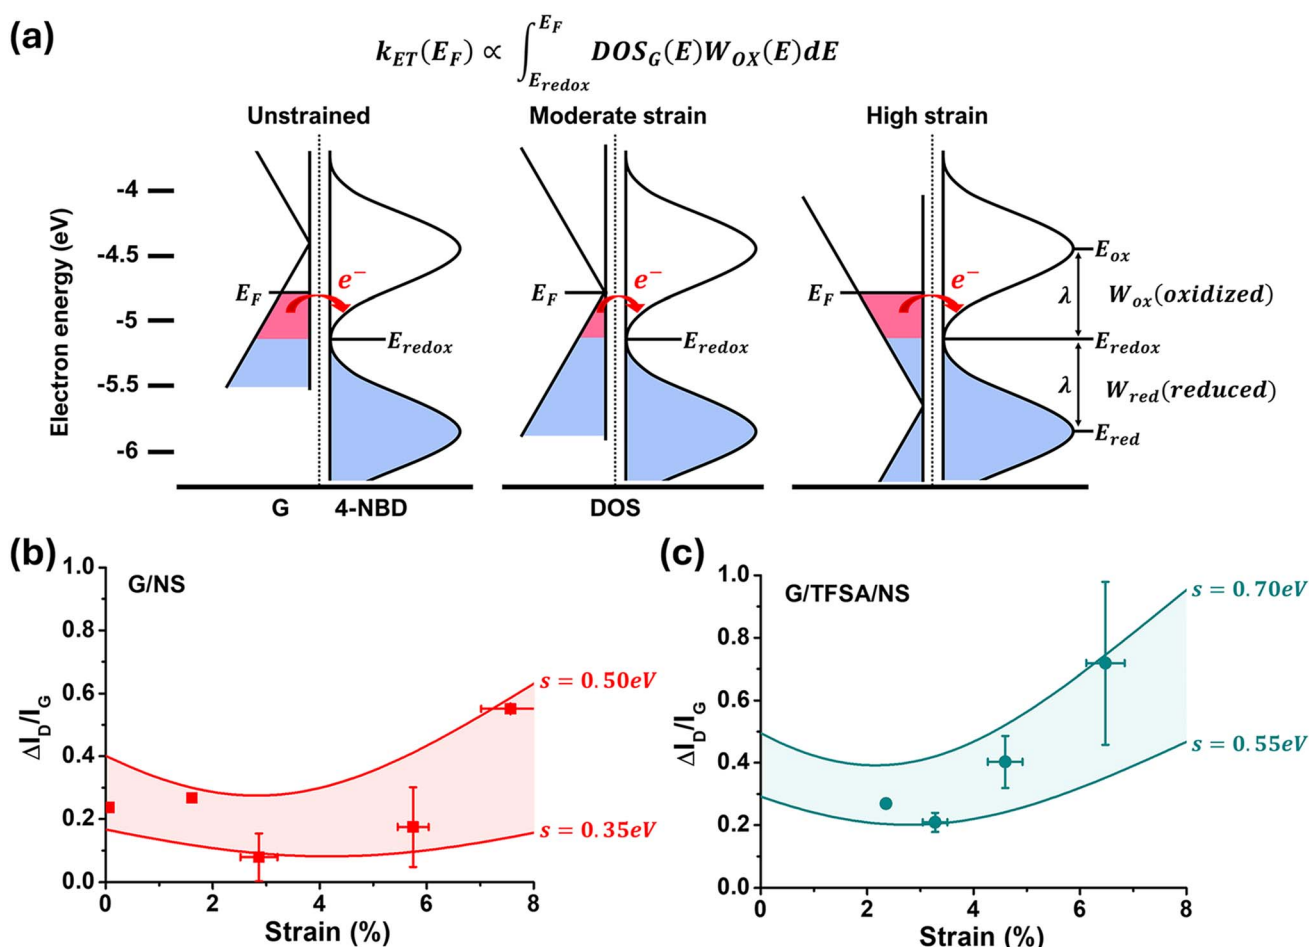 (a)
k_ET(E_F) ∝ ∫_{E_redox}^{E_F} DOS_G(E)W_OX(E)dE
Unstrained Moderate strain High strain
Electron energy (eV)
-4
-4.5
-5
-5.5
-6
E_F
e⁻
E_redox
E_F
e⁻
E_redox
E_F
e⁻
E_ox
λ W_ox(oxidized)
E_redox
λ W_red(reduced)
E_red
G 4-NBD DOS
(b)
G/NS
ΔI_D/I_G
1.0
0.8
0.6
0.4
0.2
0.0
s = 0.50eV
s = 0.35eV
0 2 4 6 8
Strain (%)
(c)
G/TFSA/NS
ΔI_D/I_G
1.0
0.8
0.6
0.4
0.2
0.0
s = 0.70eV
s = 0.55eV
0 2 4 6 8
Strain (%)